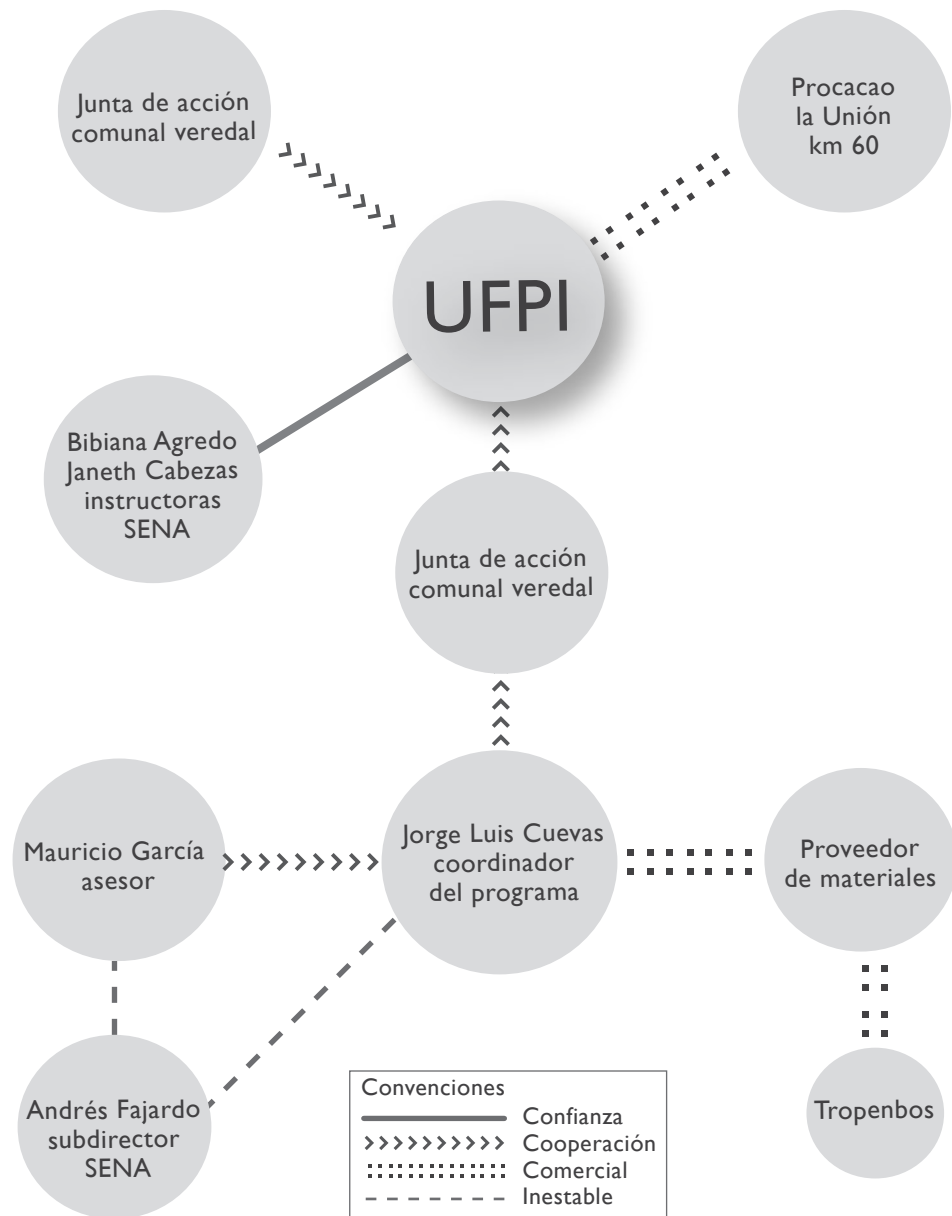 Junta de acción
comunal veredal
Procacao
la Unión
km 60
UFPI
Bibiana Agredo
Janeth Cabezas
instructoras
SENA
Junta de acción
comunal veredal
Mauricio García
asesor
Jorge Luis Cuevas
coordinador
del programa
Proveedor
de materiales
Andrés Fajardo
subdirector
SENA
Tropenbos
Convenciones
Confianza
Cooperación
Comercial
Inestable